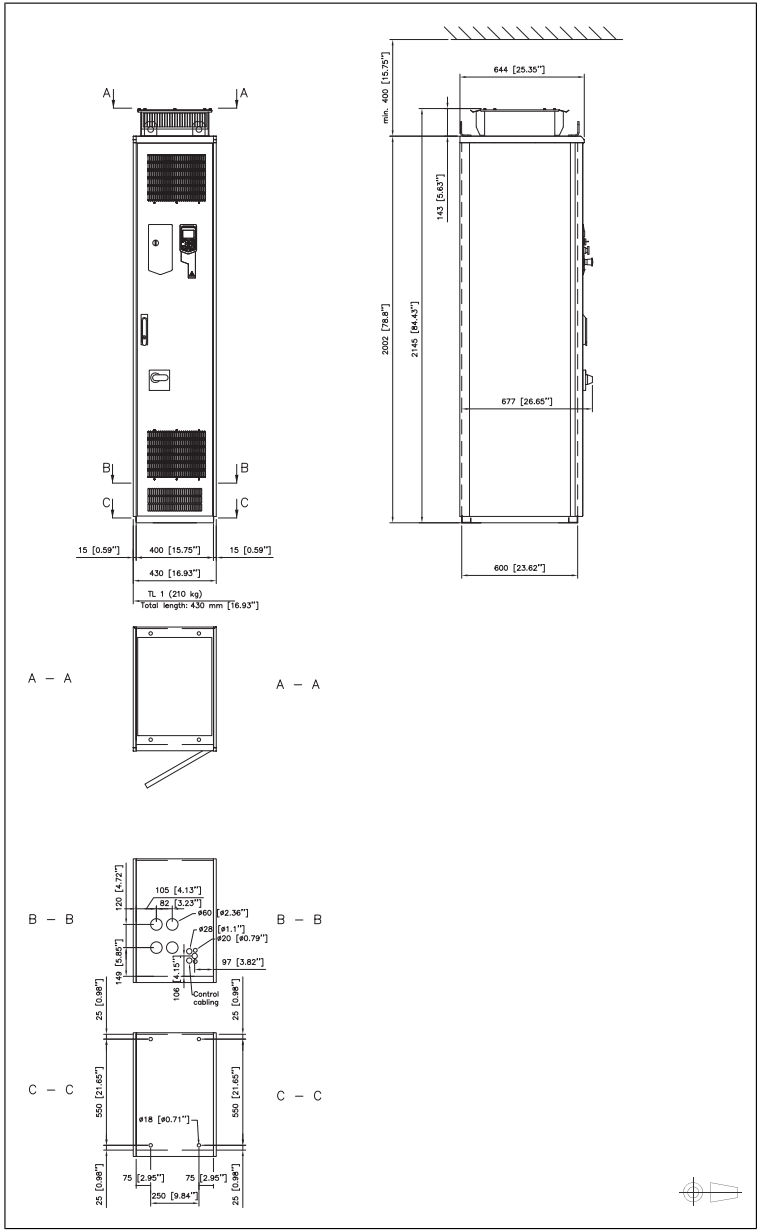 A A
min. 400 [15.75"]
644 [25.35"]
143 [5.63"]
2002 [78.8"]
2145 [84.43"]
677 [26.65"]
B B
C C
15 [0.59"] 400 [15.75"] 15 [0.59"]
430 [16.93"]
600 [23.62"]
TL 1 (210 kg)
Total length: 430 mm [16.93"]
A – A A – A
120 [4.72"]
105 [4.13"]
82 [3.23"]
ø60 [ø2.36"]
B – B B – B
ø28 [ø1.1"]
ø20 [ø0.79"]
149 [5.85"]
106 [4.15"]
97 [3.82"]
Control
cabling
25 [0.98"] 25 [0.98"]
C – C C – C
550 [21.65"] 550 [21.65"]
ø18 [ø0.71"]
25 [0.98"] 25 [0.98"]
75 [2.95"] 75 [2.95"]
250 [9.84"]